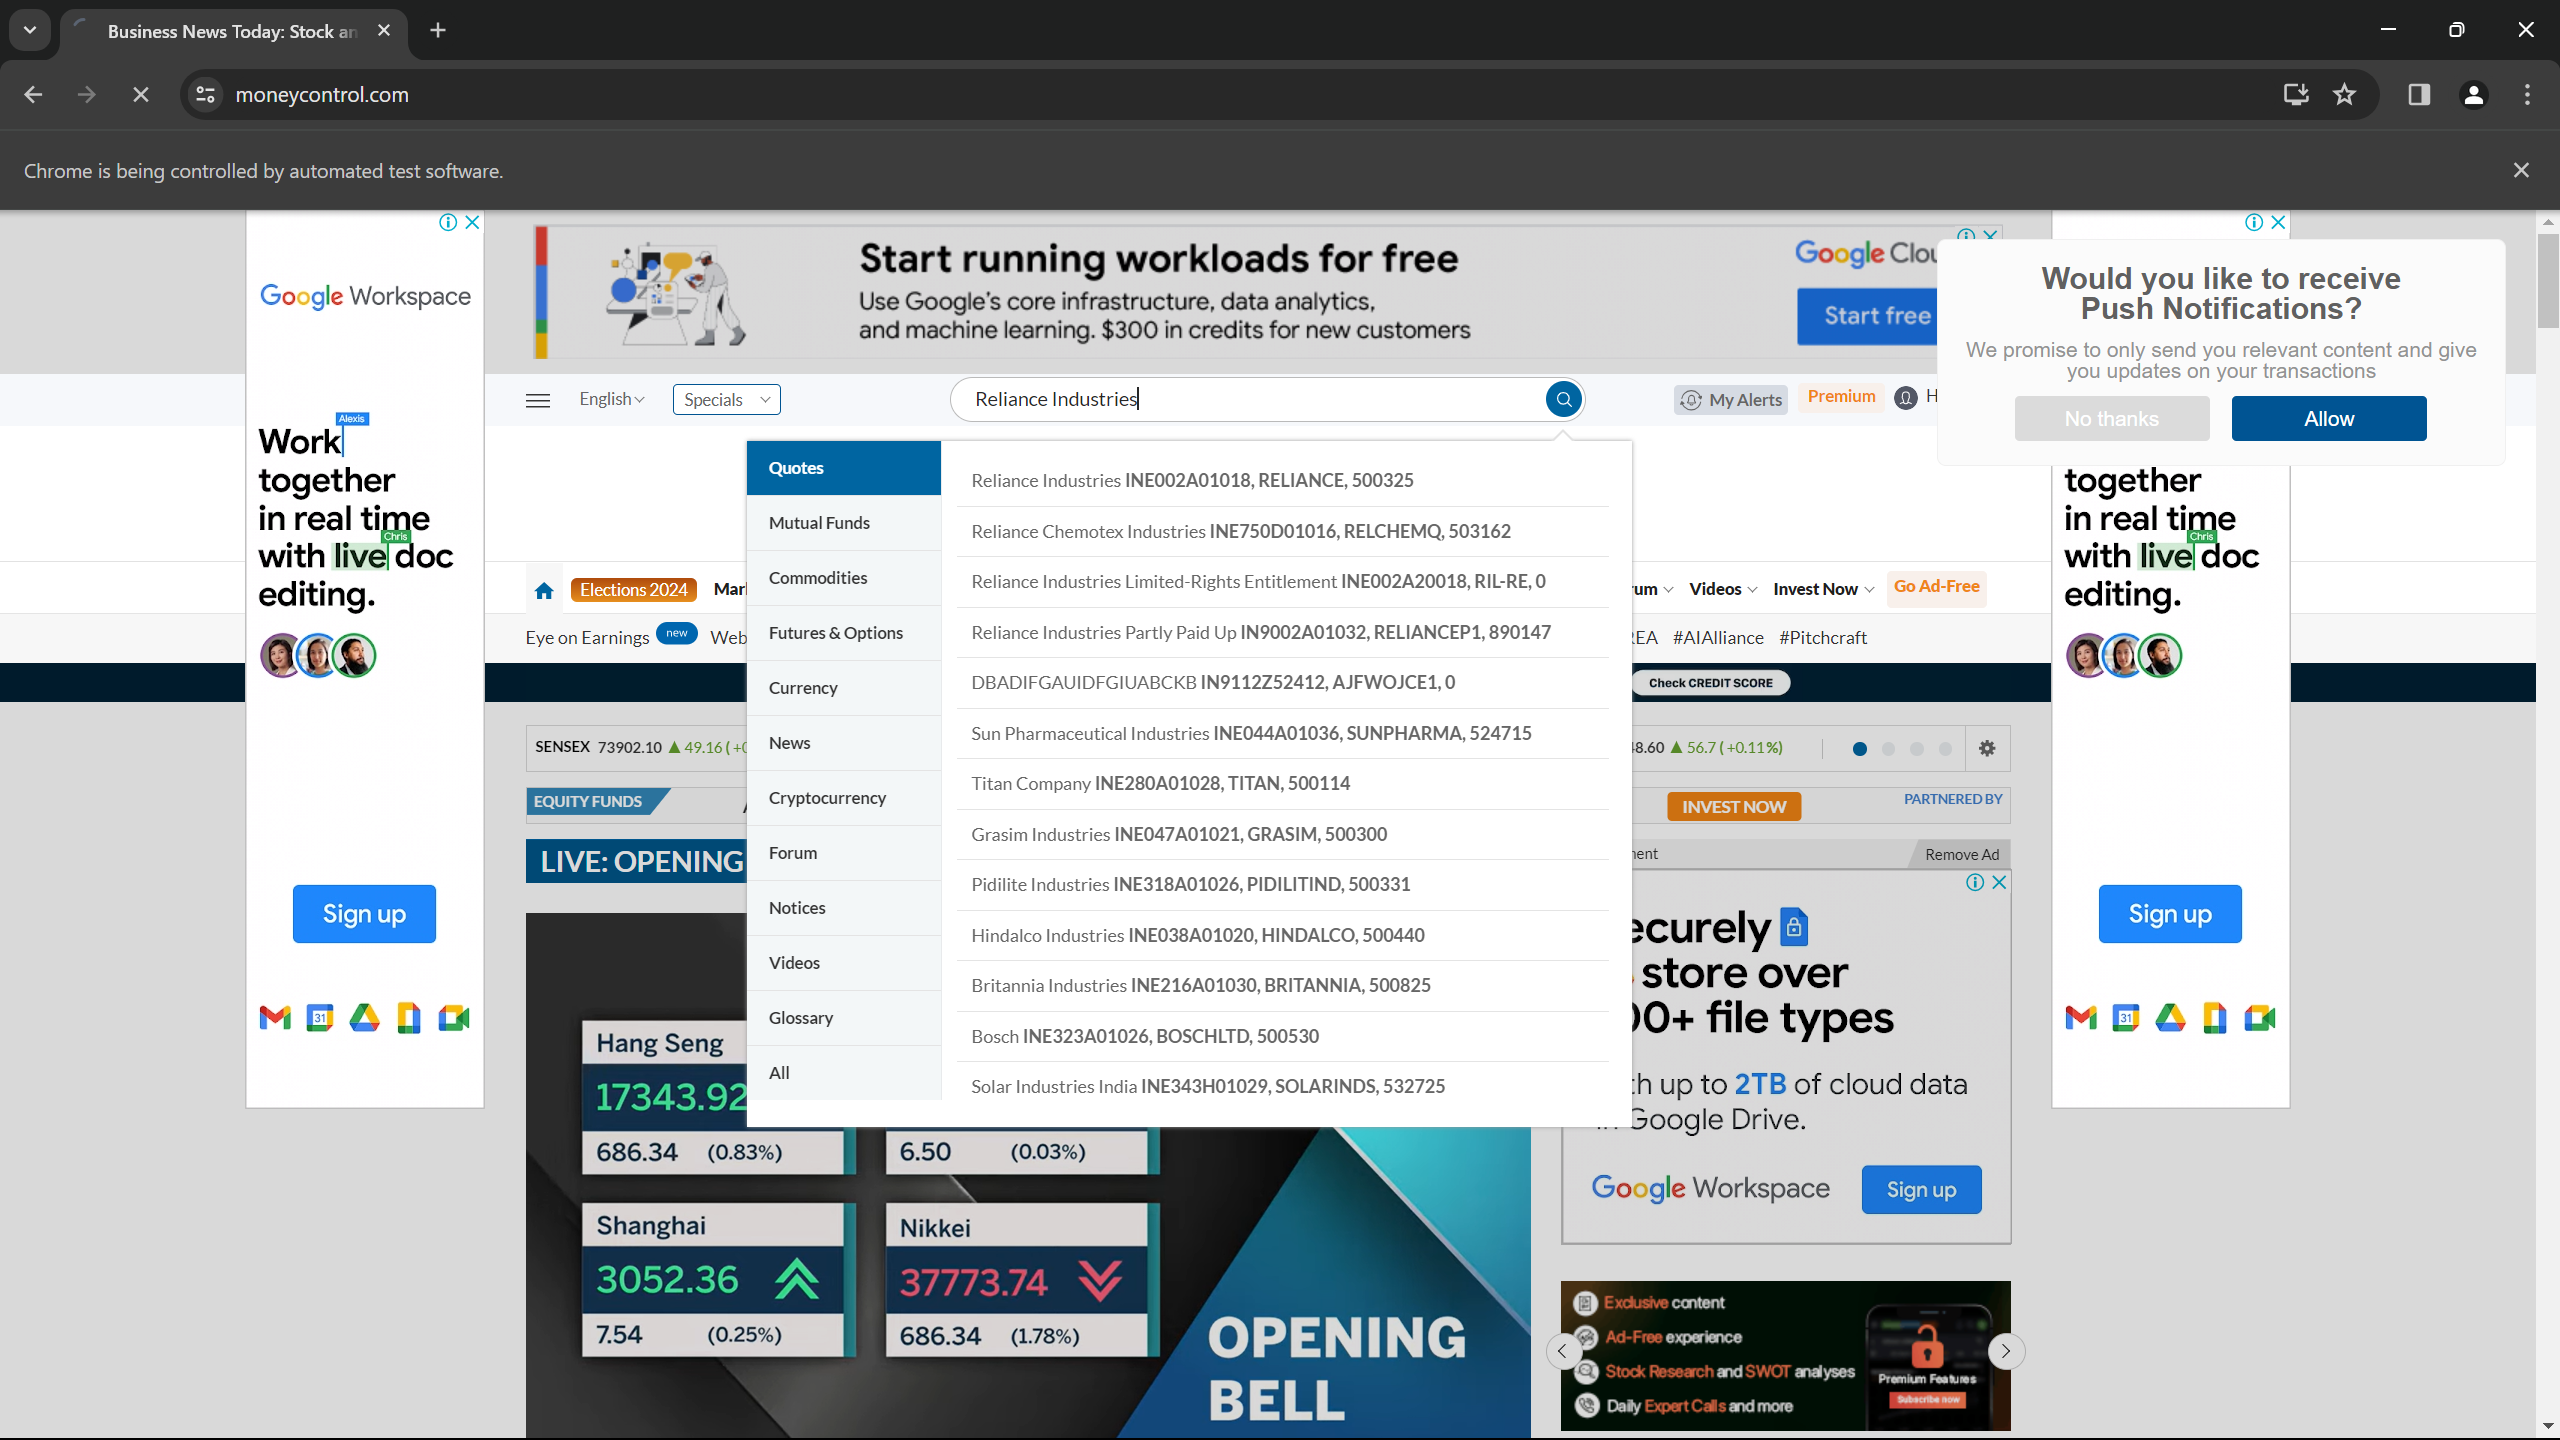 Business News Today: Stock an
moneycontrol.com
Chrome is being controlled by automated test software.
Google Workspace
Alexis
Work
together
in real time
Chris
with live doc
editing.
Sign up
31
Start running workloads for free
Use Google's core infrastructure, data analytics,
and machine learning. $300 in credits for new customers
Google Clou
Start free
Would you like to receive
Push Notifications?
We promise to only send you relevant content and give
you updates on your transactions
No thanks
Allow
English
Specials
Reliance Industries
My Alerts
Premium
H
Quotes
Mutual Funds
Commodities
Futures & Options
Currency
News
Cryptocurrency
Forum
Notices
Videos
Glossary
All
Reliance Industries INE002A01018, RELIANCE, 500325
Reliance Chemotex Industries INE750D01016, RELCHEMQ, 503162
Reliance Industries Limited-Rights Entitlement INE002A20018, RIL-RE, 0
Reliance Industries Partly Paid Up IN9002A01032, RELIANCEP1, 890147
DBADIFGAUIDFGIUABCKB IN9112Z52412, AJFWOJCE1, 0
Sun Pharmaceutical Industries INE044A01036, SUNPHARMA, 524715
Titan Company INE280A01028, TITAN, 500114
Grasim Industries INE047A01021, GRASIM, 500300
Pidilite Industries INE318A01026, PIDILITIND, 500331
Hindalco Industries INE038A01020, HINDALCO, 500440
Britannia Industries INE216A01030, BRITANNIA, 500825
Bosch INE323A01026, BOSCHLTD, 500530
Solar Industries India INE343H01029, SOLARINDS, 532725
Elections 2024 Mar
um Videos Invest Now Go Ad-Free
Eye on Earnings new Web
EA #AIAlliance #Pitchcraft
Check CREDIT SCORE
SENSEX 73902.10 ▲ 49.16 (+0
8.60 ▲ 56.7 (+0.11%)
EQUITY FUNDS
INVEST NOW
PARTNERED BY
LIVE: OPENING
Remove Ad
Hang Seng
17343.92
686.34 (0.83%)
6.50 (0.03%)
Shanghai
3052.36
7.54 (0.25%)
Nikkei
37773.74
686.34 (1.78%)
OPENING
BELL
ecurely
store over
00+ file types
th up to 2TB of cloud data
Google Drive.
Google Workspace
Sign up
Exclusive content
Ad-Free experience
Stock Research and SWOT analyses
Daily Expert Calls and more
Premium Features
Subscribe now
together
in real time
Chris
with live doc
editing.
Sign up
31